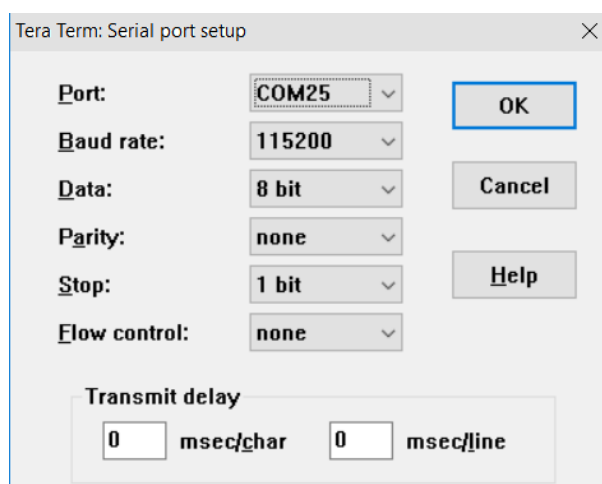 Tera Term: Serial port setup
Port: COM25 OK
Baud rate: 115200
Data: 8 bit Cancel
Parity: none
Stop: 1 bit Help
Flow control: none
Transmit delay
0 msec/char 0 msec/line